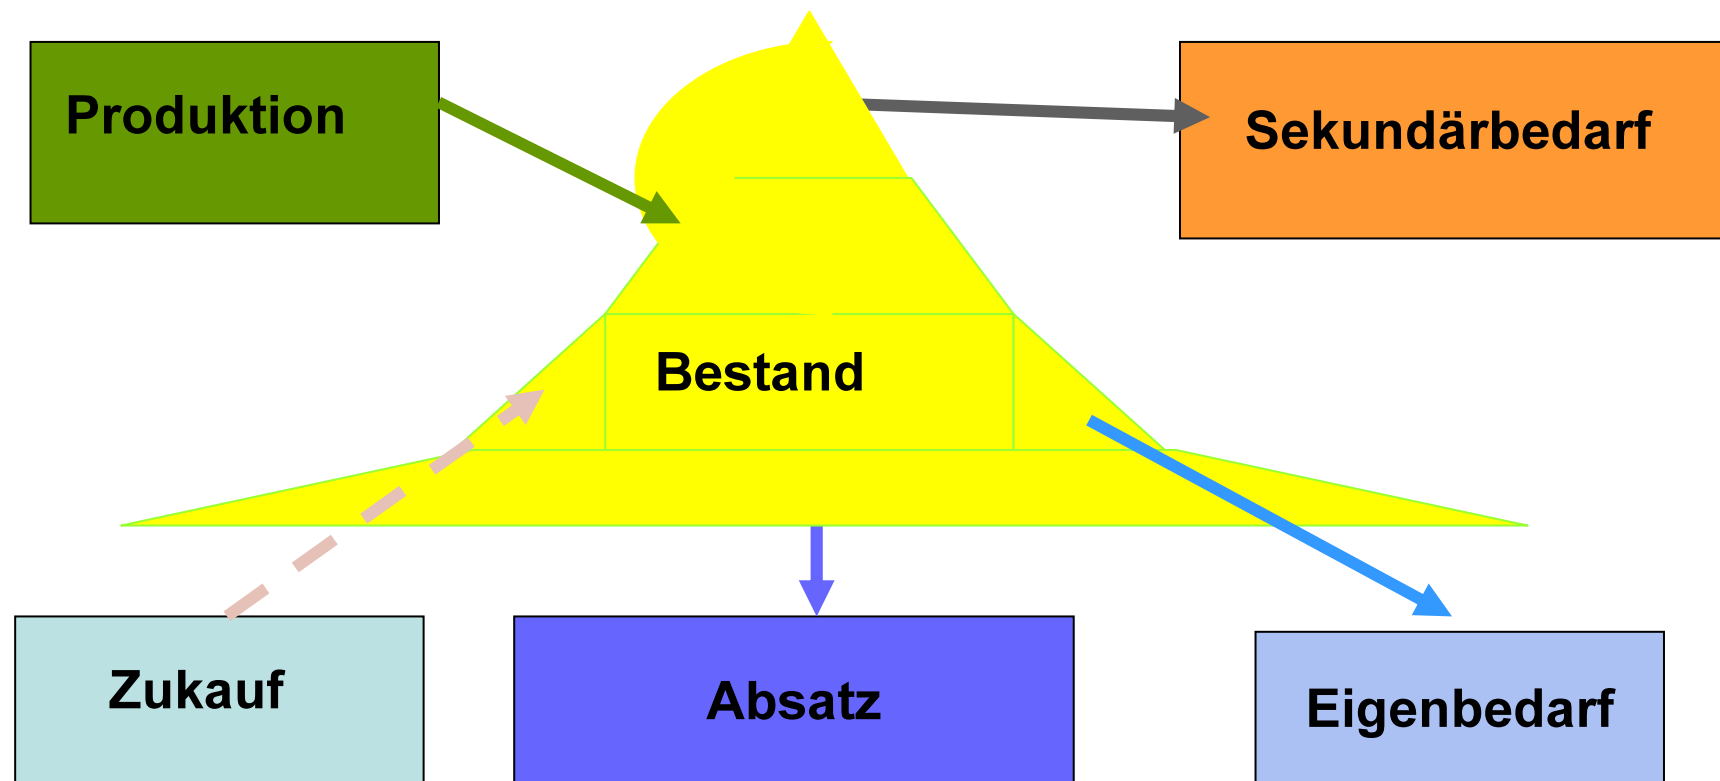 Produktion
Sekundärbedarf
Bestand
Zukauf
Absatz
Eigenbedarf